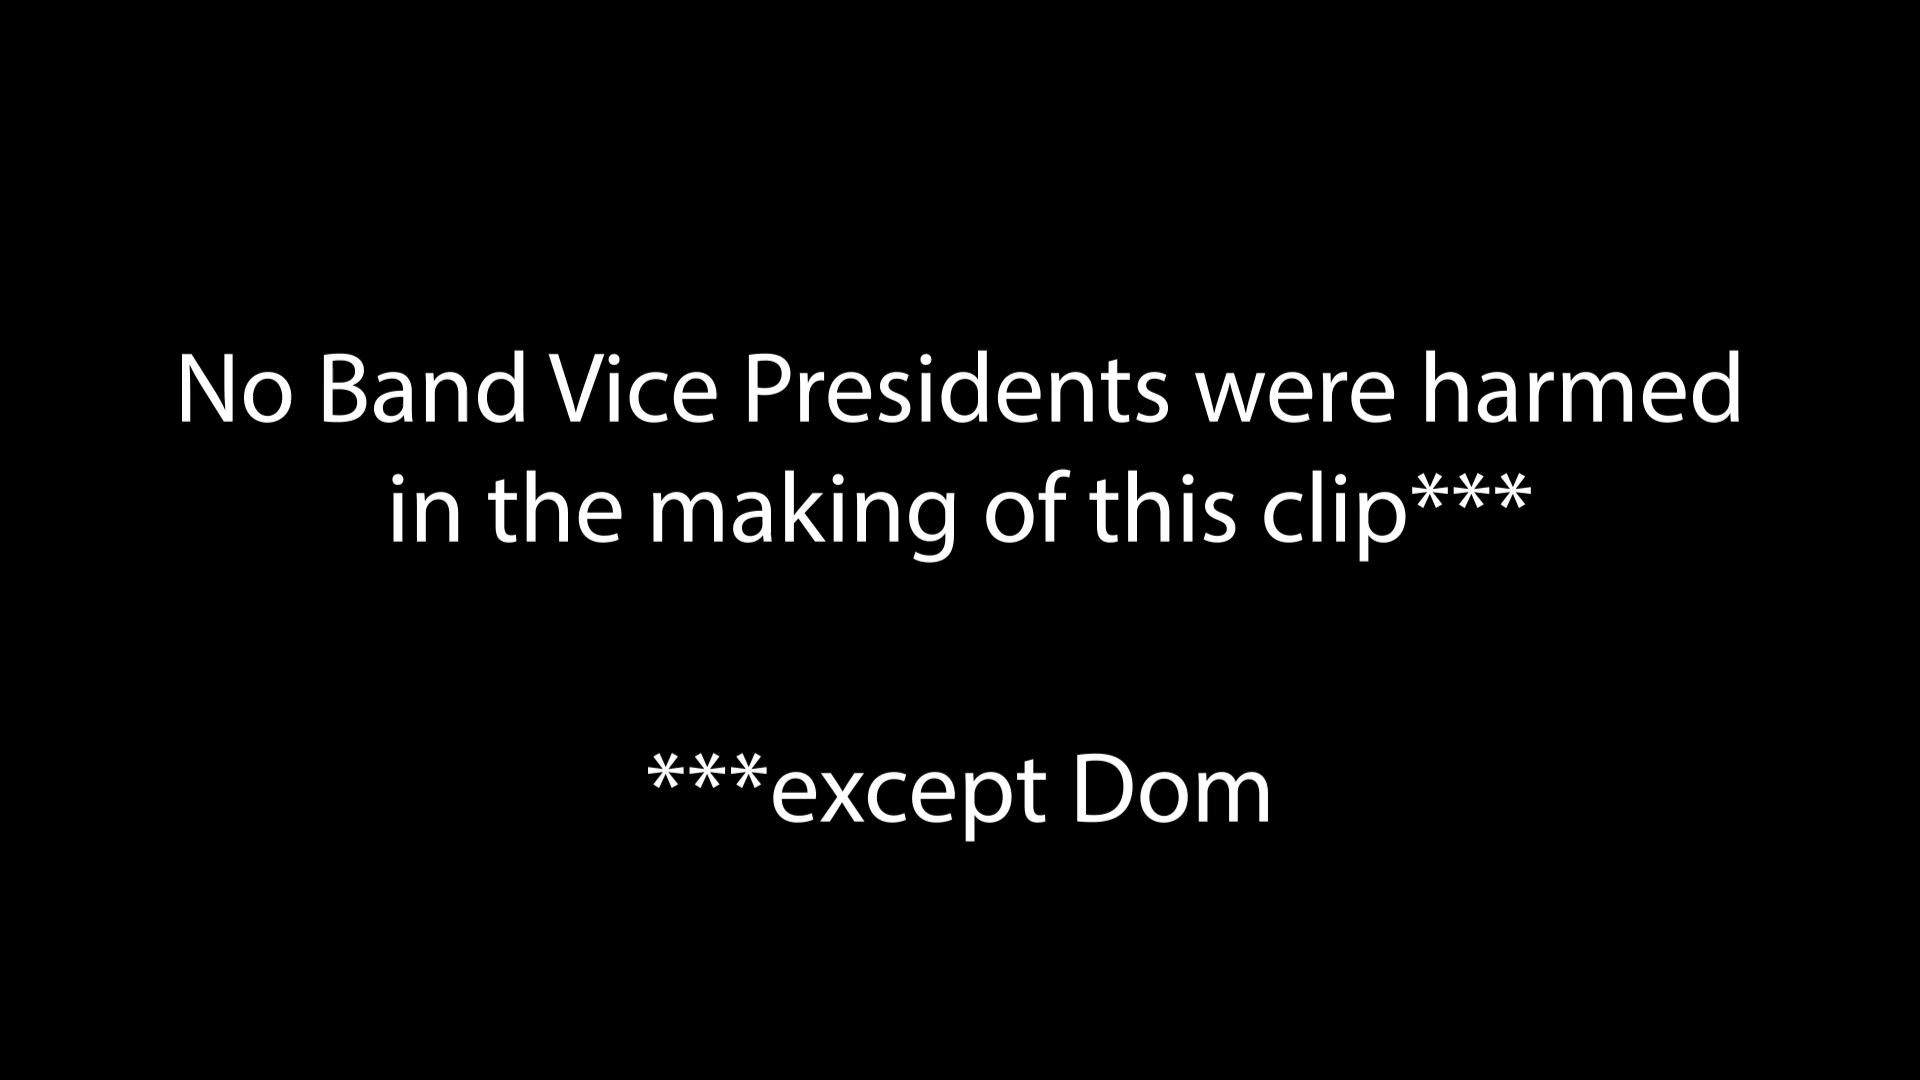 No Band Vice Presidents were harmed
in the making of this clip***
***except Dom